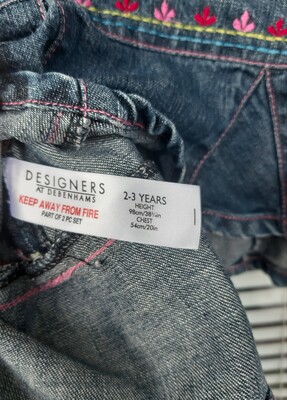 DESIGNERS
AT DEBENHAMS
KEEP AWAY FROM FIRE
PART OF 2 PC SET
2-3 YEARS
HEIGHT
98cm/38½in
CHEST
54cm/20in